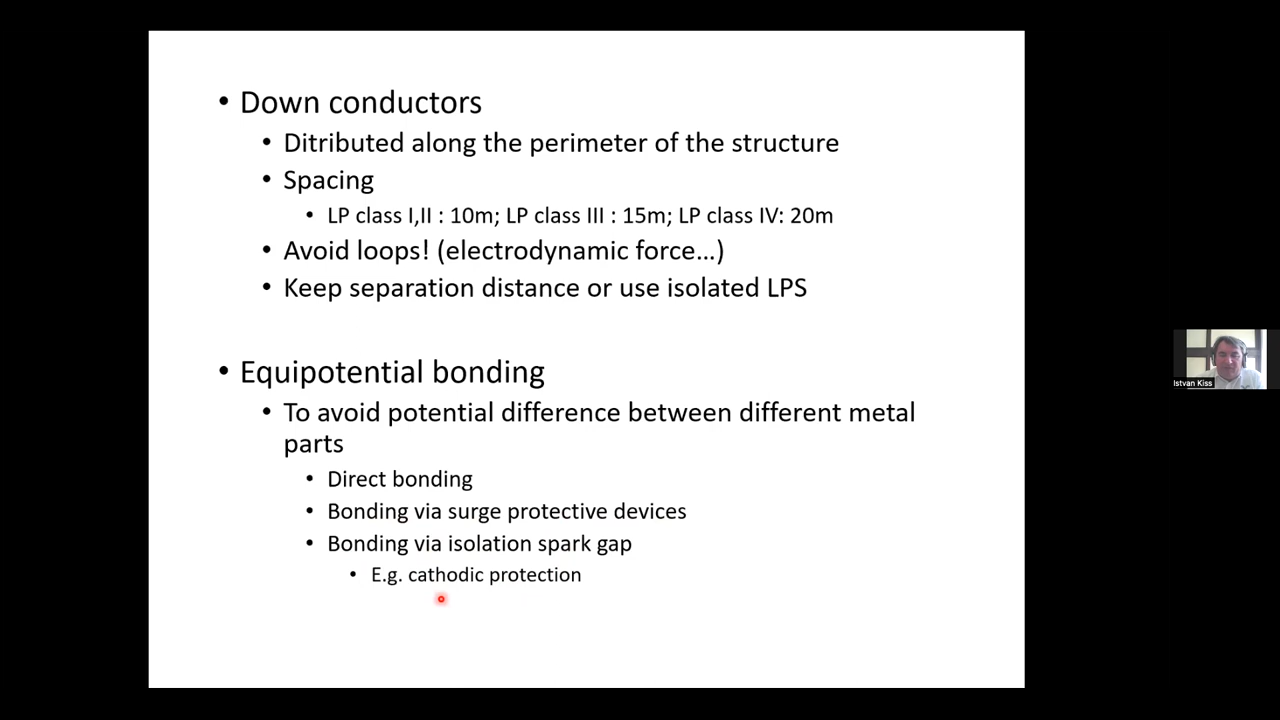 • Down conductors
• Ditributed along the perimeter of the structure
• Spacing
• LP class I,II : 10m; LP class III : 15m; LP class IV: 20m
• Avoid loops! (electrodynamic force...)
• Keep separation distance or use isolated LPS
• Equipotential bonding
• To avoid potential difference between different metal
parts
• Direct bonding
• Bonding via surge protective devices
• Bonding via isolation spark gap
• E.g. cathodic protection
Istvan Kiss